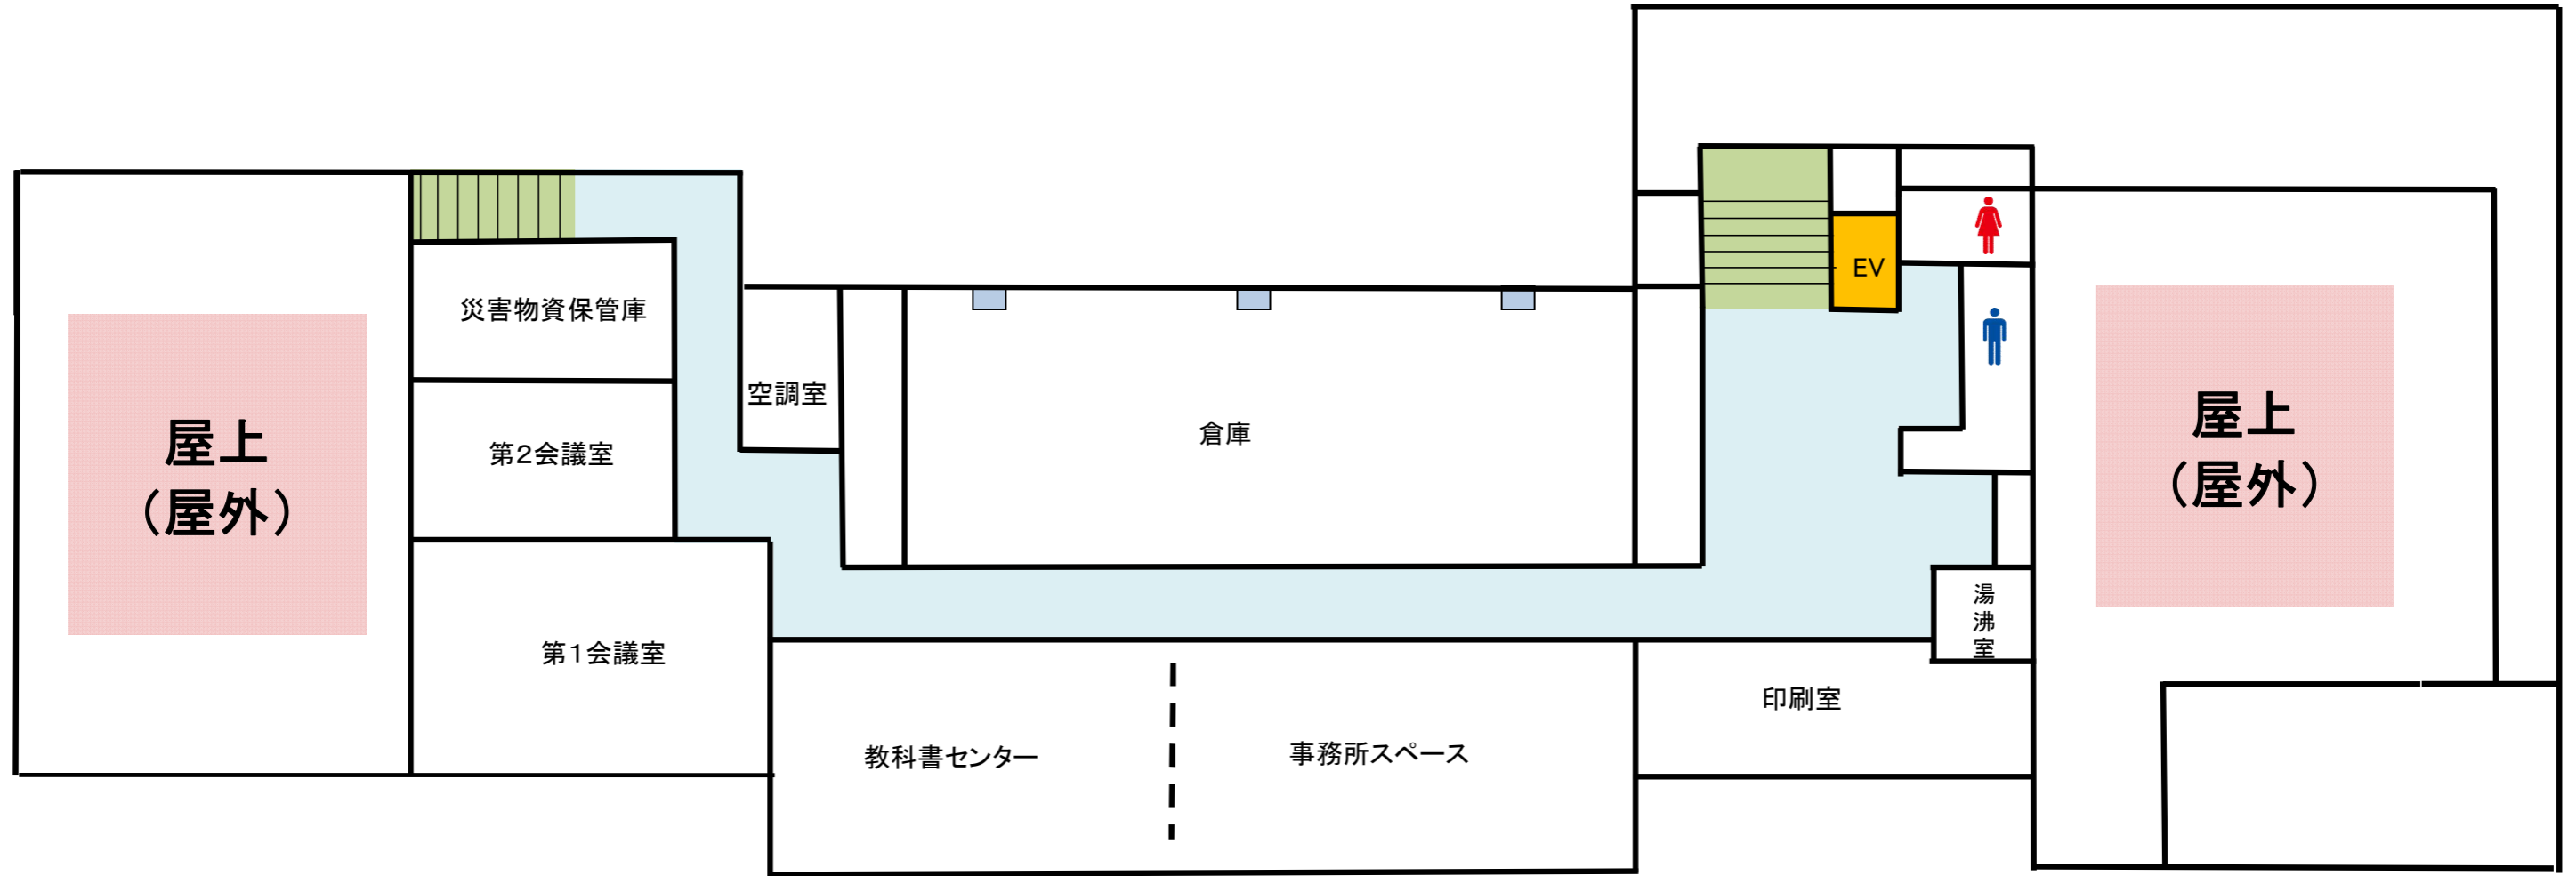 EV
災害物資保管庫
空調室
屋上
(屋外)
第2会議室
倉庫
屋上
(屋外)
第1会議室
湯
沸
室
印刷室
教科書センター
事務所スペース